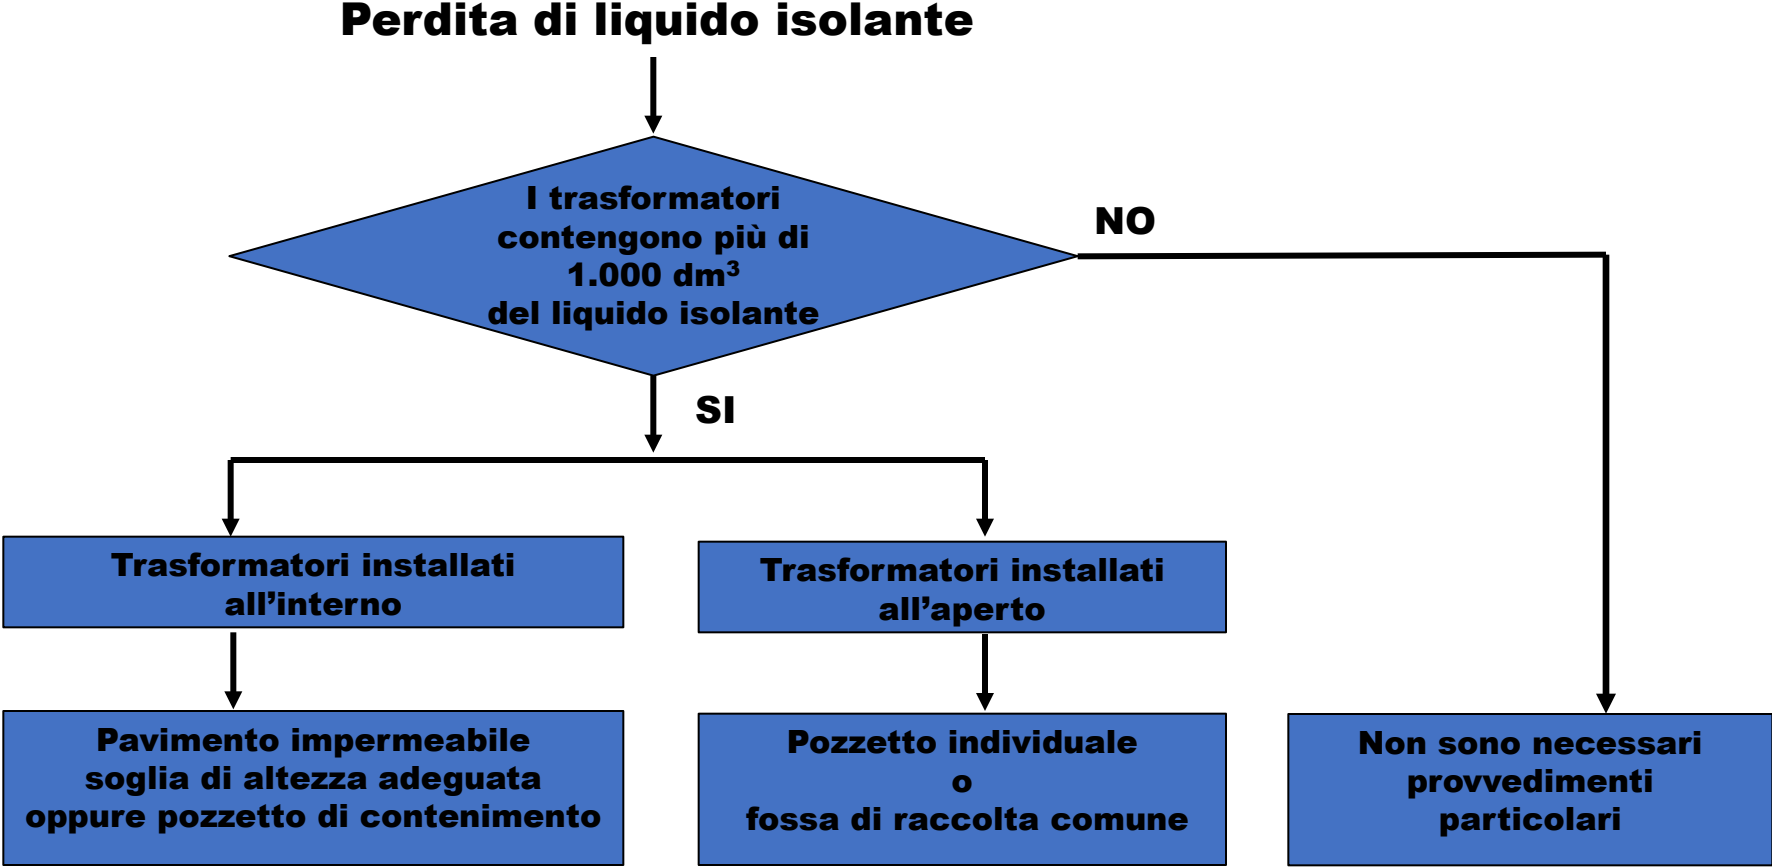 Perdita di liquido isolante
I trasformatori
contengono più di
1.000 dm³
del liquido isolante
NO
SI
Trasformatori installati
all’interno
Trasformatori installati
all’aperto
Pavimento impermeabile
soglia di altezza adeguata
oppure pozzetto di contenimento
Pozzetto individuale
o
fossa di raccolta comune
Non sono necessari
provvedimenti
particolari